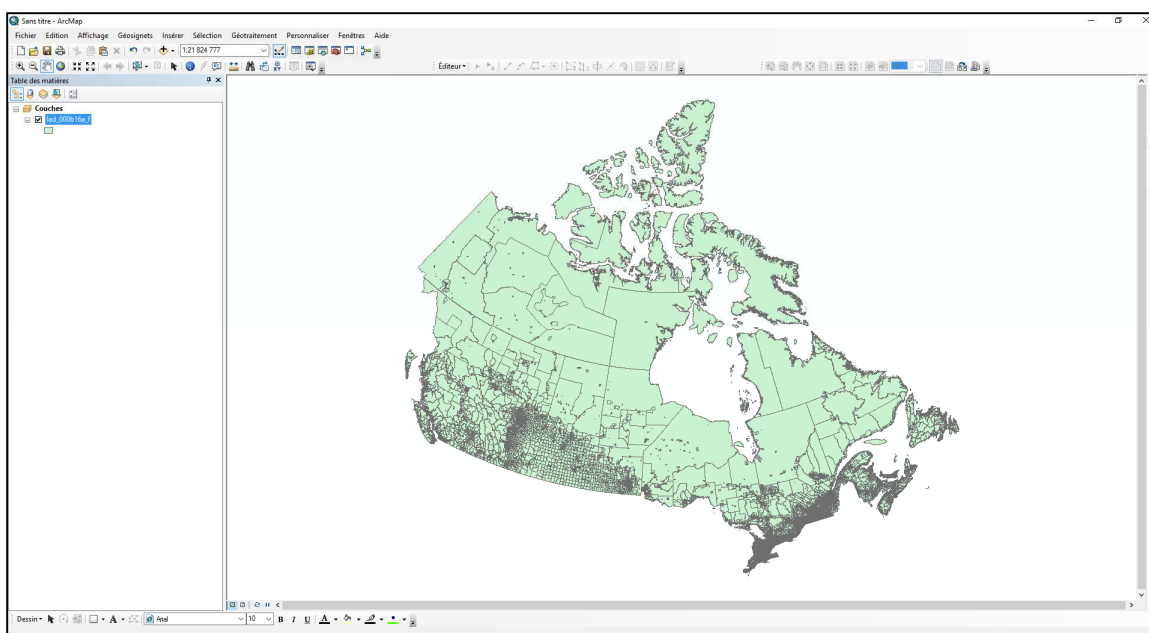 Sans titre - ArcMap
Fichier Edition Affichage Géosignets Insérer Sélection Géotraitement Personnaliser Fenêtres Aide
1:21 824 777
Éditeur
Table des matières
Couches
lad_000b16a_f
Dessin A Arial 10 B I U A